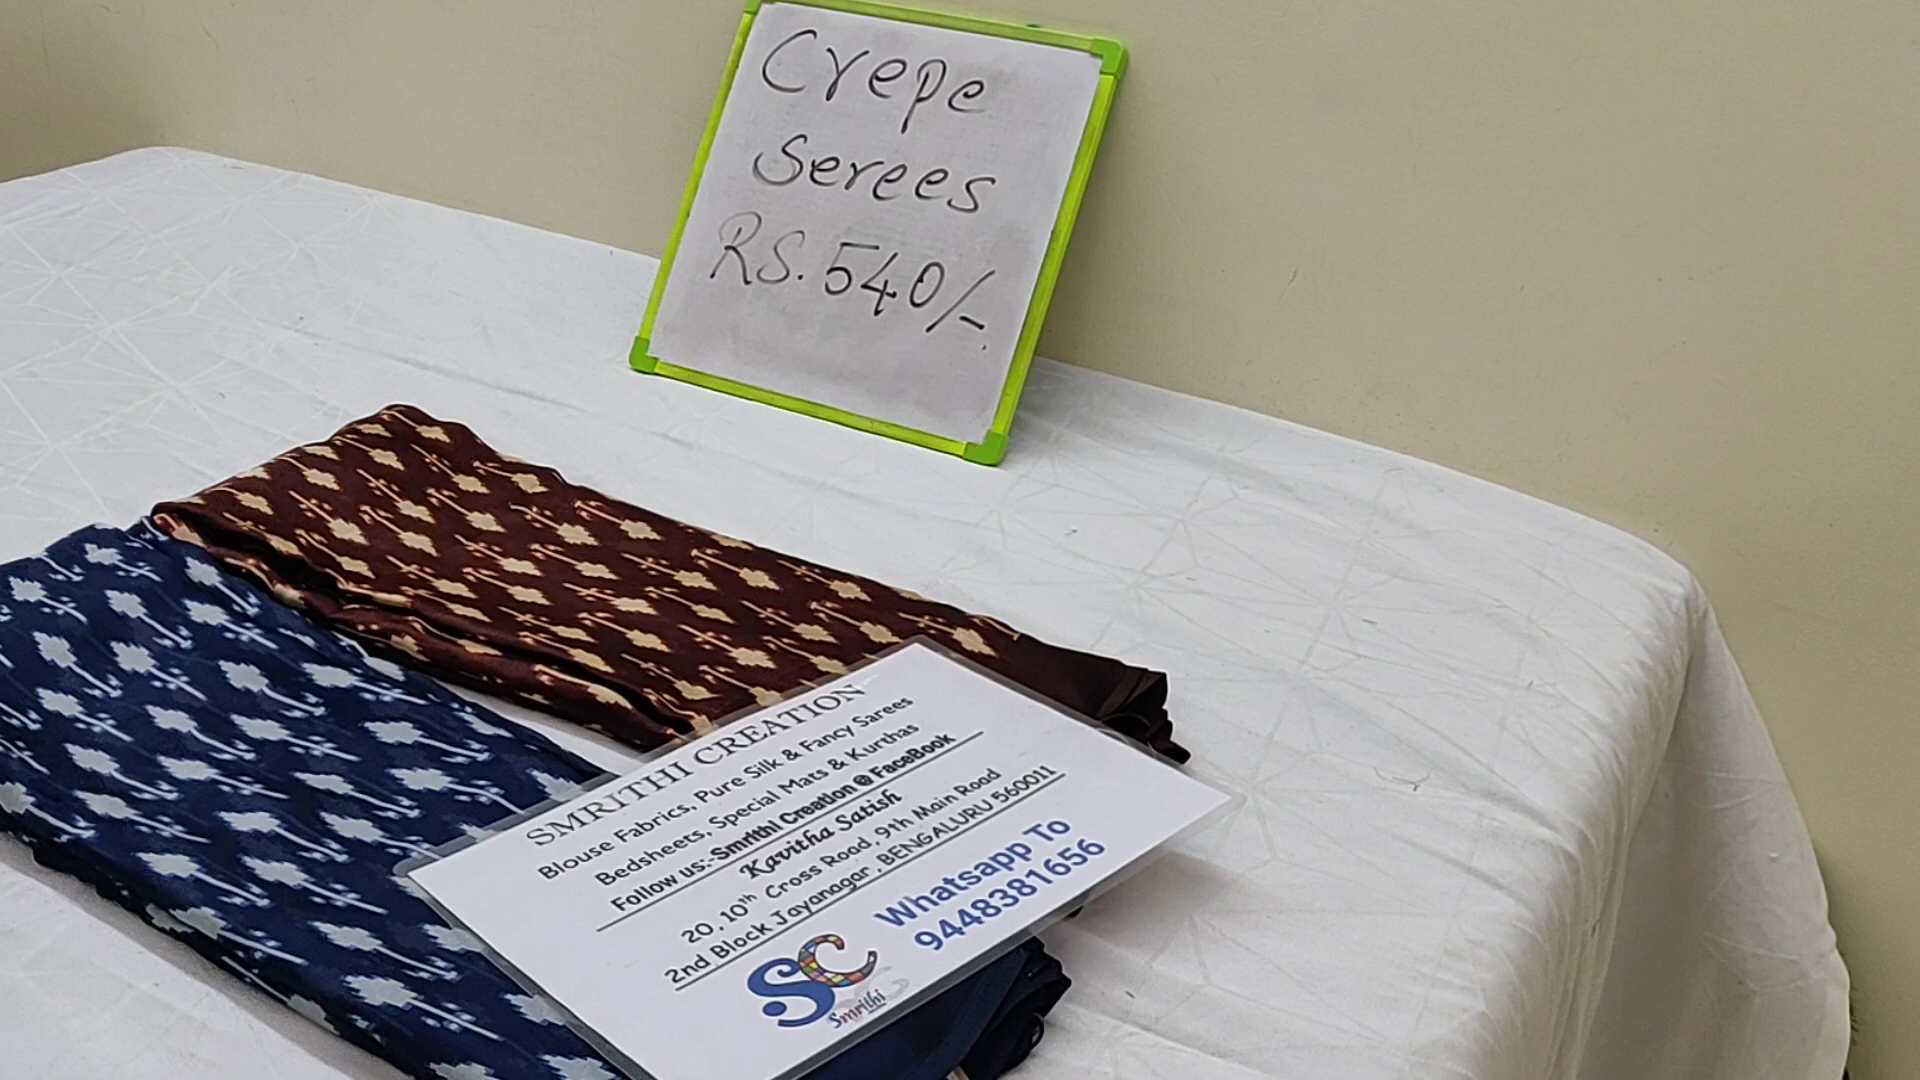 Crepe
Serees
RS.540/-
SMRITHI CREATION
Blouse Fabrics, Pure Silk & Fancy Sarees
Bedsheets, Special Mats & Kurthas
Follow us:-Smrithi Creation @ FaceBook
Kavitha Satish
20, 10th Cross Road, 9th Main Road
2nd Block Jayanagar, BENGALURU 560011
Whatsapp To
9448381656
SC
Smrithi